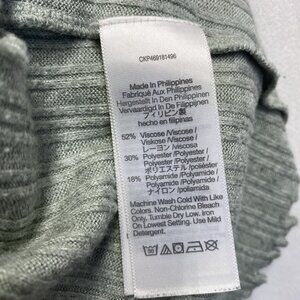 CKP469181496
Made In Philippines
Fabriqué Aux Philippines
Hergestellt In Den Philippinen
Vervaardigd In De Filippijnen
フィリピン製
hecho en filipinas
52% Viscose /Viscose/
Viskose/Viscose/
レーヨン /viscosa
30% Polyester /Polyester/
Polyester/Polyester/
ポリエステル /poliéster
18% Polyamide /Polyamide/
Polyamid/Polyamide/
ナイロン /poliamida
Machine Wash Cold With Like
Colors. Non-Chlorine Bleach
Only. Tumble Dry Low. Iron
On Lowest Setting. Use Mild
Detergent.